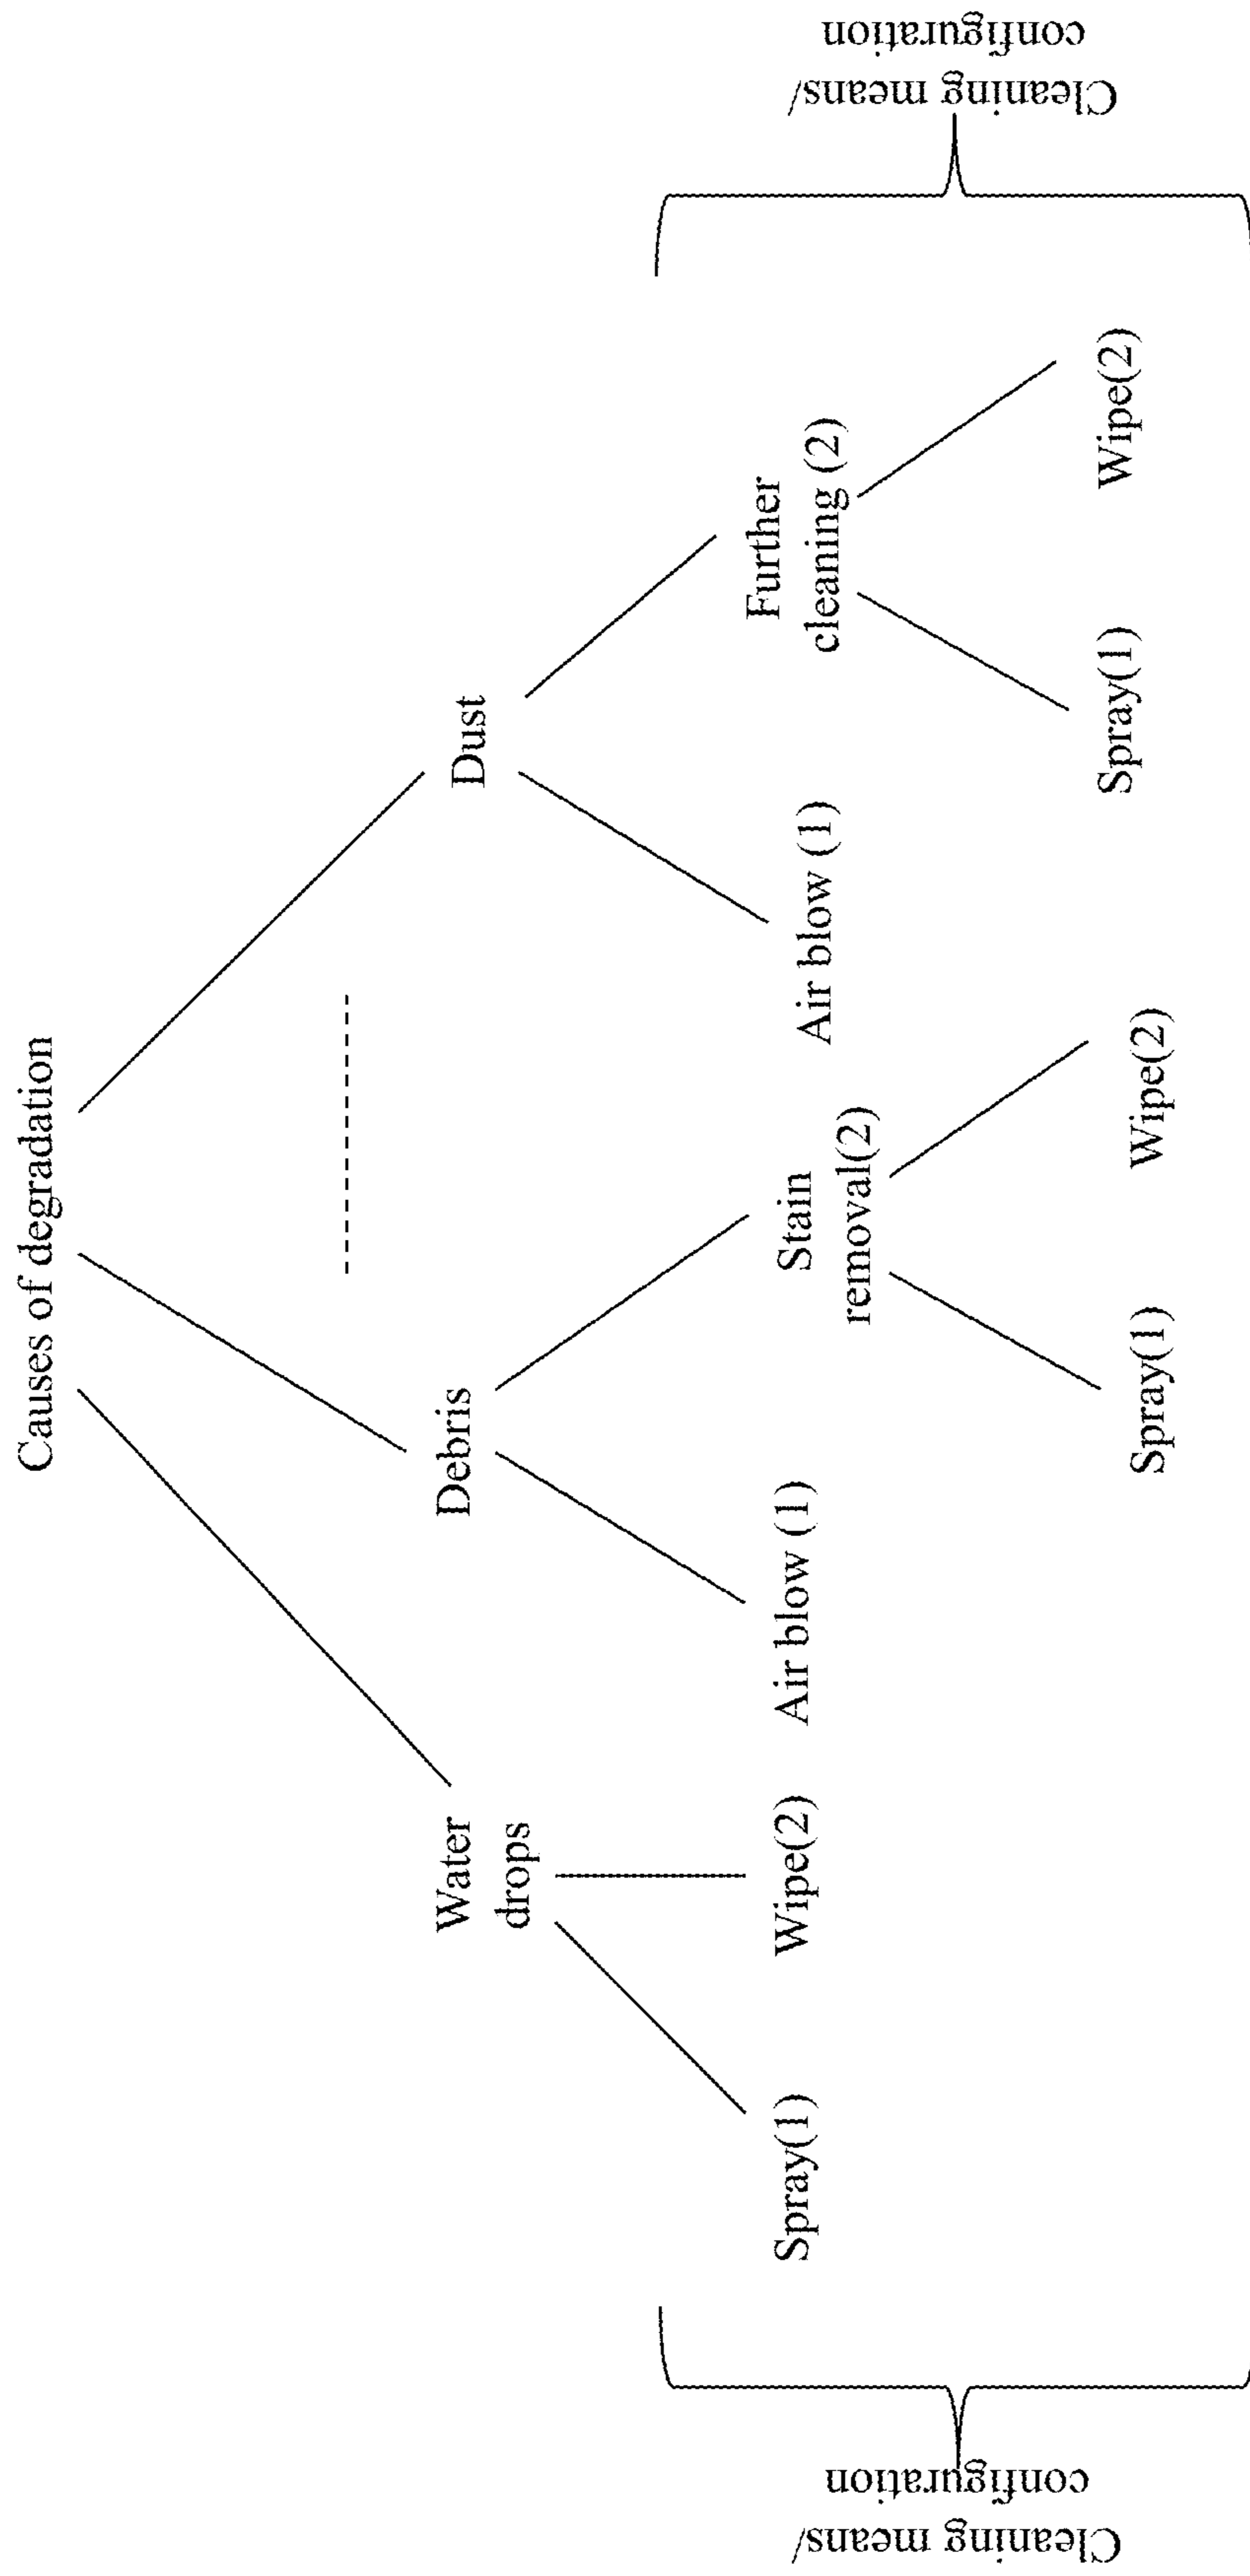 Causes of degradation
Water
drops
Debris
Dust
Spray(1)
Wipe(2)
Air blow (1)
Stain
removal(2)
Air blow (1)
Further
cleaning (2)
Spray(1)
Wipe(2)
Spray(1)
Wipe(2)
Cleaning means/
configuration
Cleaning means/
configuration